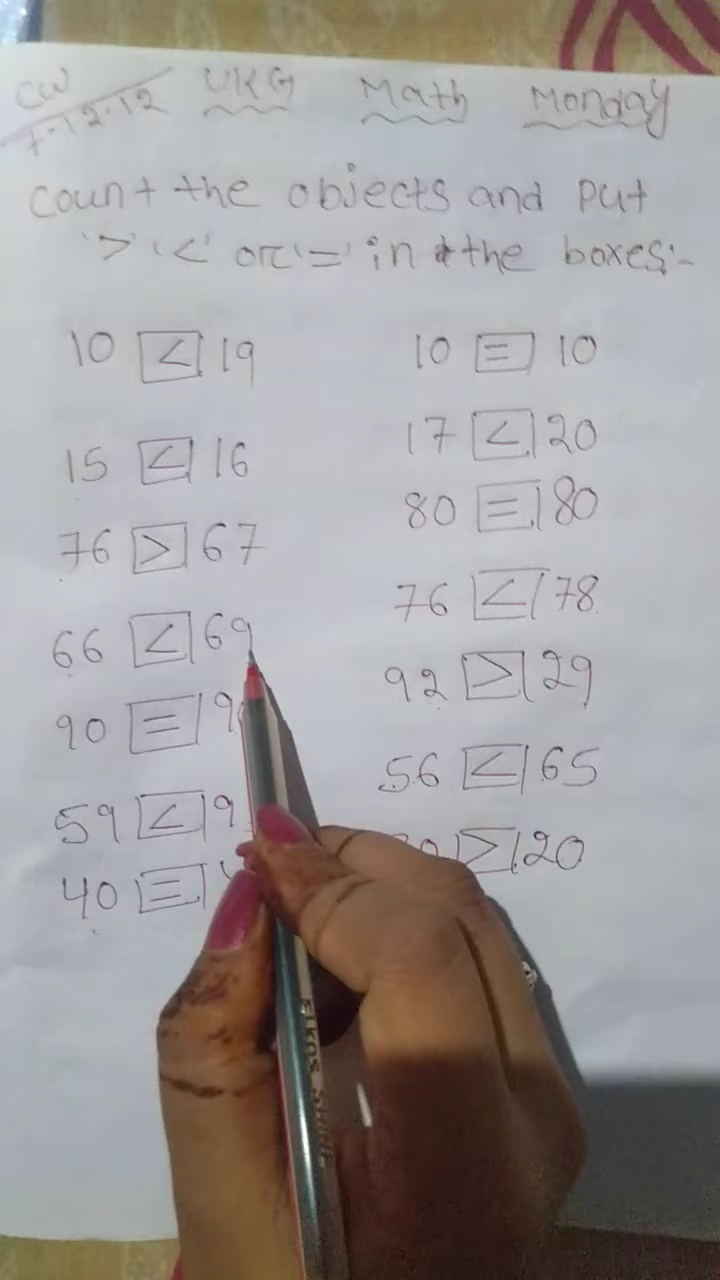 CW UKG Math Monday
7.12.12
Count the objects and put
'>' '<' or '=' in the boxes:-
10 < 19 10 = 10
15 < 16 17 < 20
76 > 67 80 = 80
66 < 69 76 < 78
90 = 92 > 29
59 < 56 < 65
40 = > 20
ELKOS SHINE